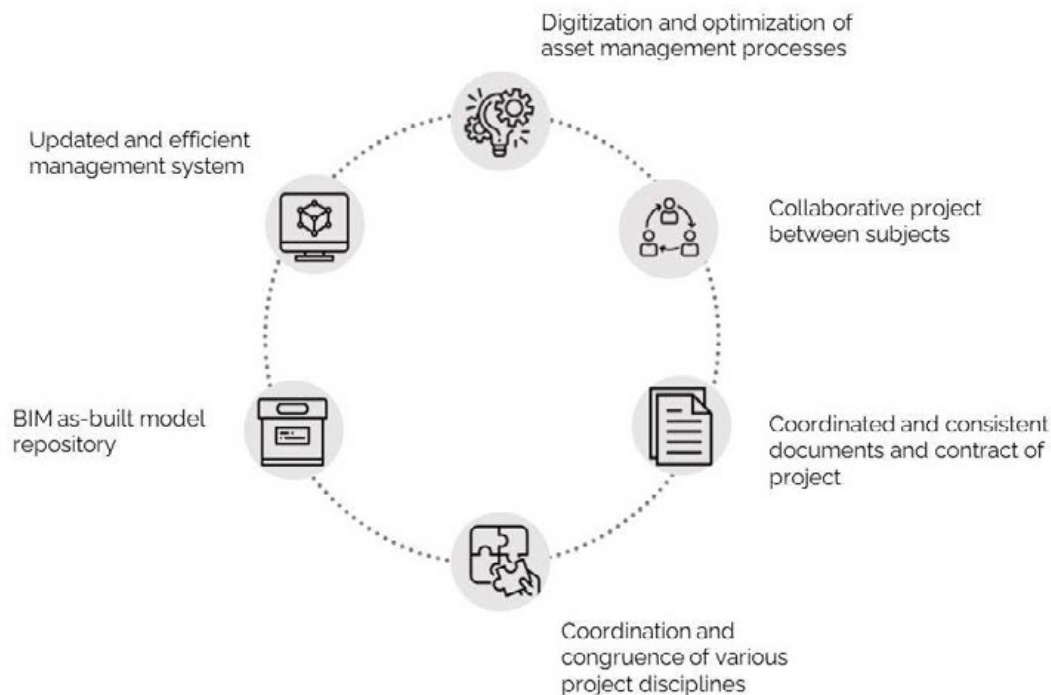 Digitization and optimization of
asset management processes
Updated and efficient
management system
Collaborative project
between subjects
BIM as-built model
repository
Coordinated and consistent
documents and contract of
project
Coordination and
congruence of various
project disciplines